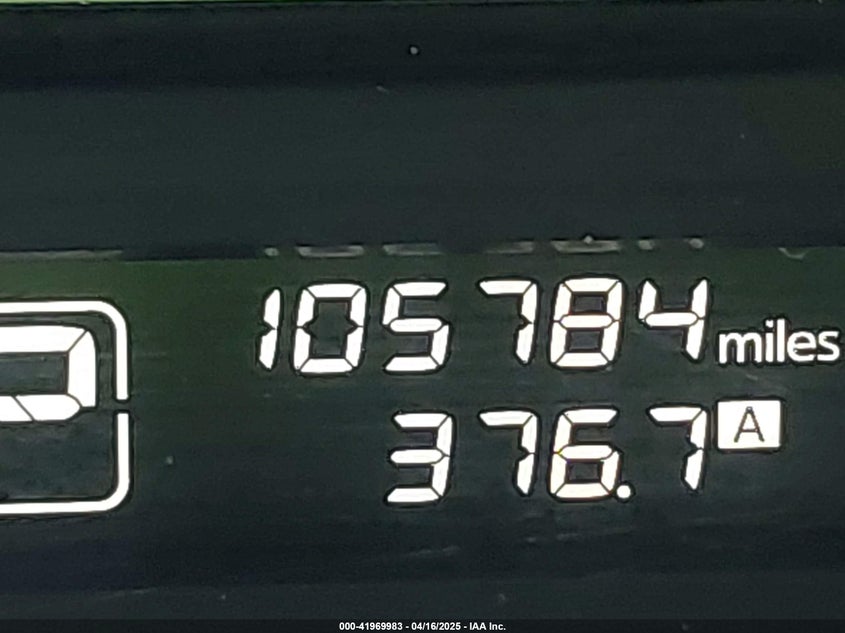 105784 miles
376.7 A
000-41969983 - 04/16/2025 - IAA Inc.